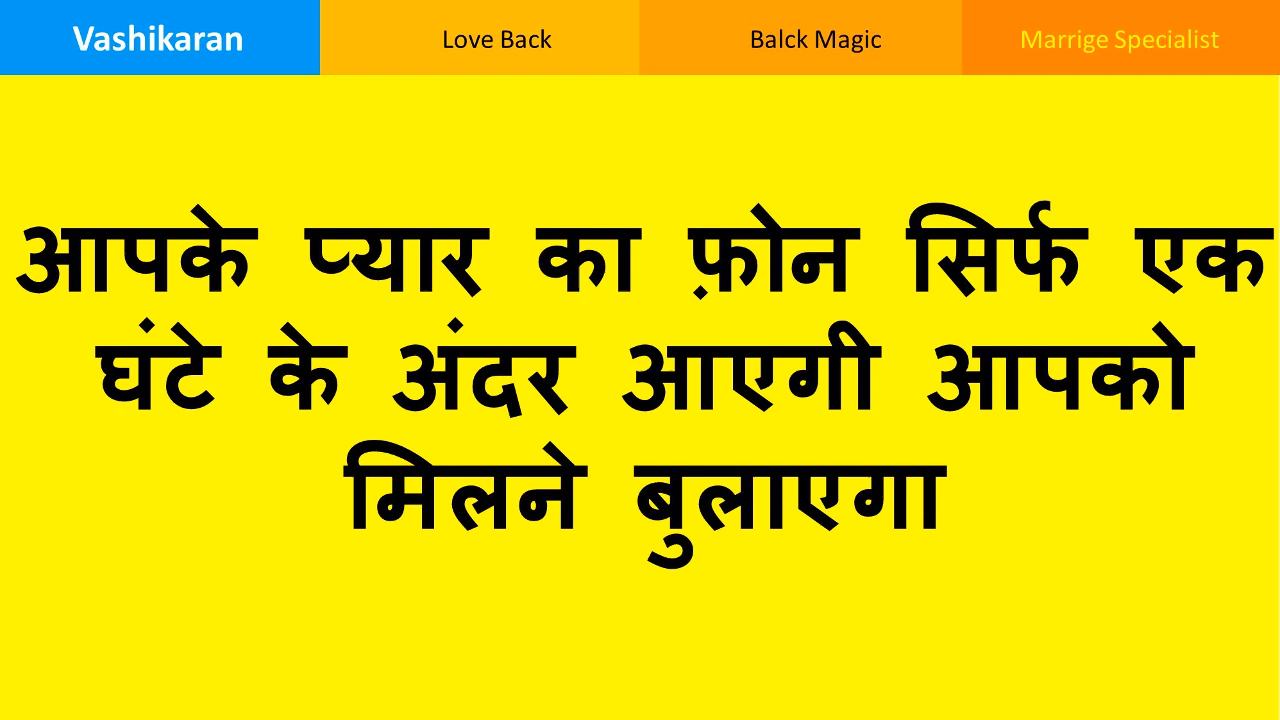 Vashikaran
Love Back
Balck Magic
Marrige Specialist
आपके प्यार का फ़ोन सिर्फ एक
घंटे के अंदर आएगी आपको
मिलने बुलाएगा